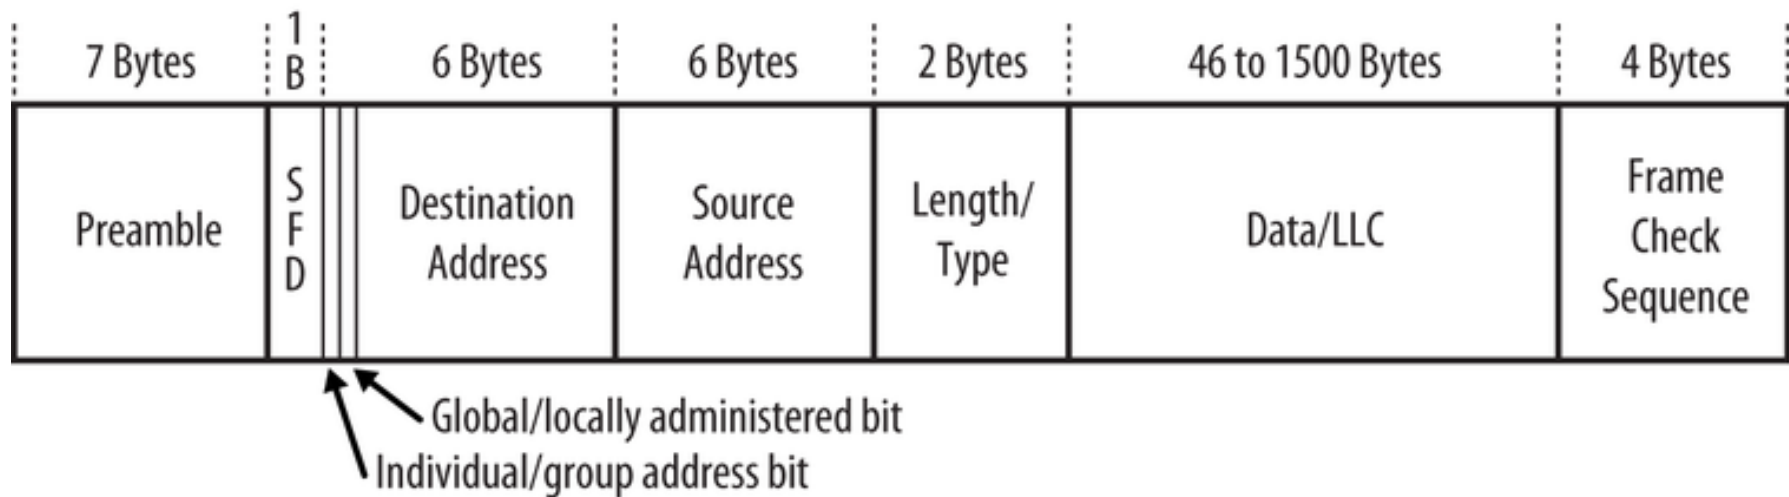 7 Bytes
1
B
6 Bytes
6 Bytes
2 Bytes
46 to 1500 Bytes
4 Bytes
Preamble
S
F
D
Destination
Address
Source
Address
Length/
Type
Data/LLC
Frame
Check
Sequence
Global/locally administered bit
Individual/group address bit